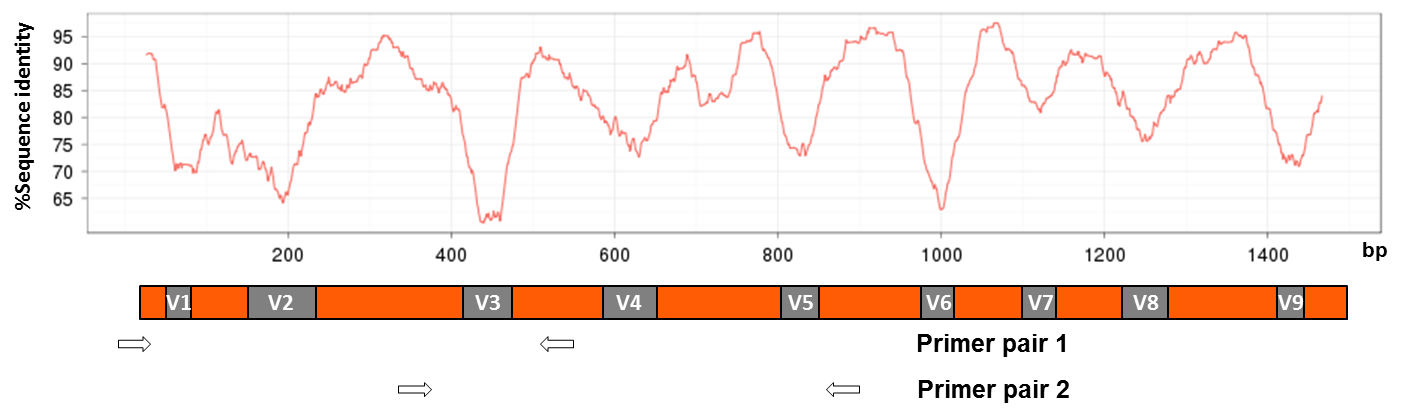 %Sequence identity
95
90
85
80
75
70
65
200 400 600 800 1000 1200 1400 bp
V1 V2 V3 V4 V5 V6 V7 V8 V9
Primer pair 1
Primer pair 2